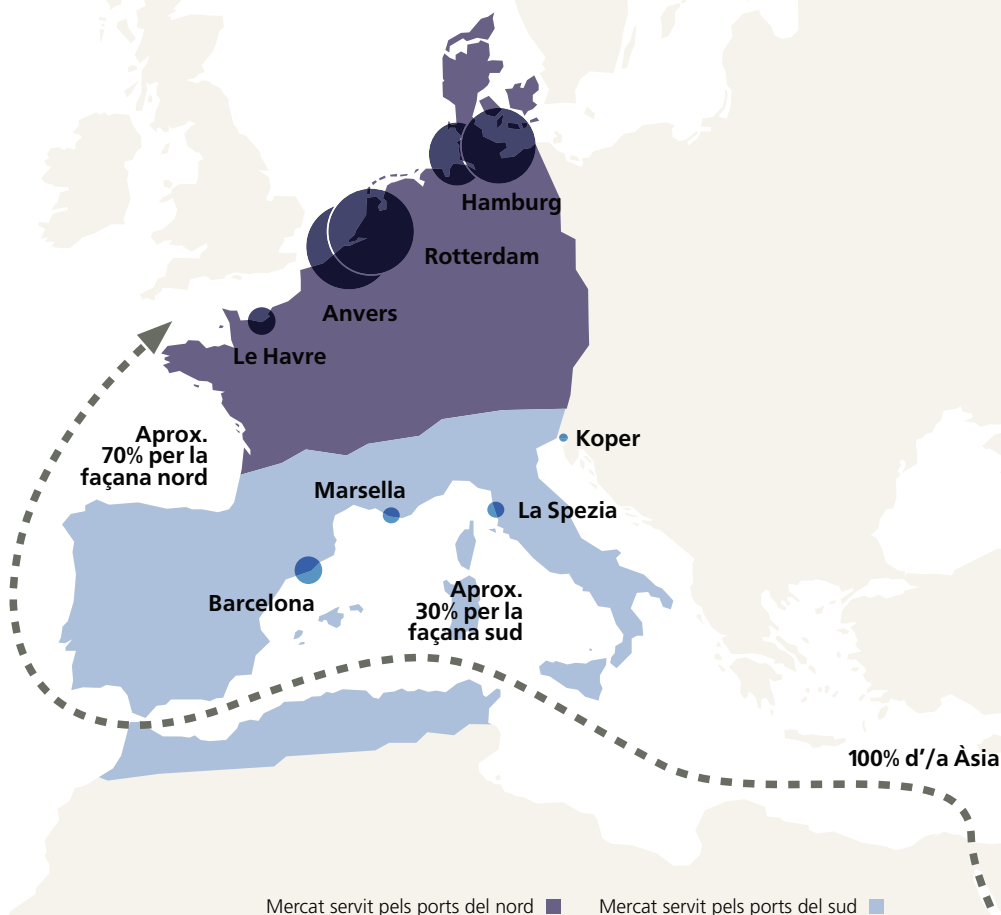 Hamburg
Rotterdam
Anvers
Le Havre
Aprox.
70% per la
façana nord
Koper
Marsella
La Spezia
Barcelona
Aprox.
30% per la
façana sud
100% d'/a Àsia
Mercat servit pels ports del nord
Mercat servit pels ports del sud